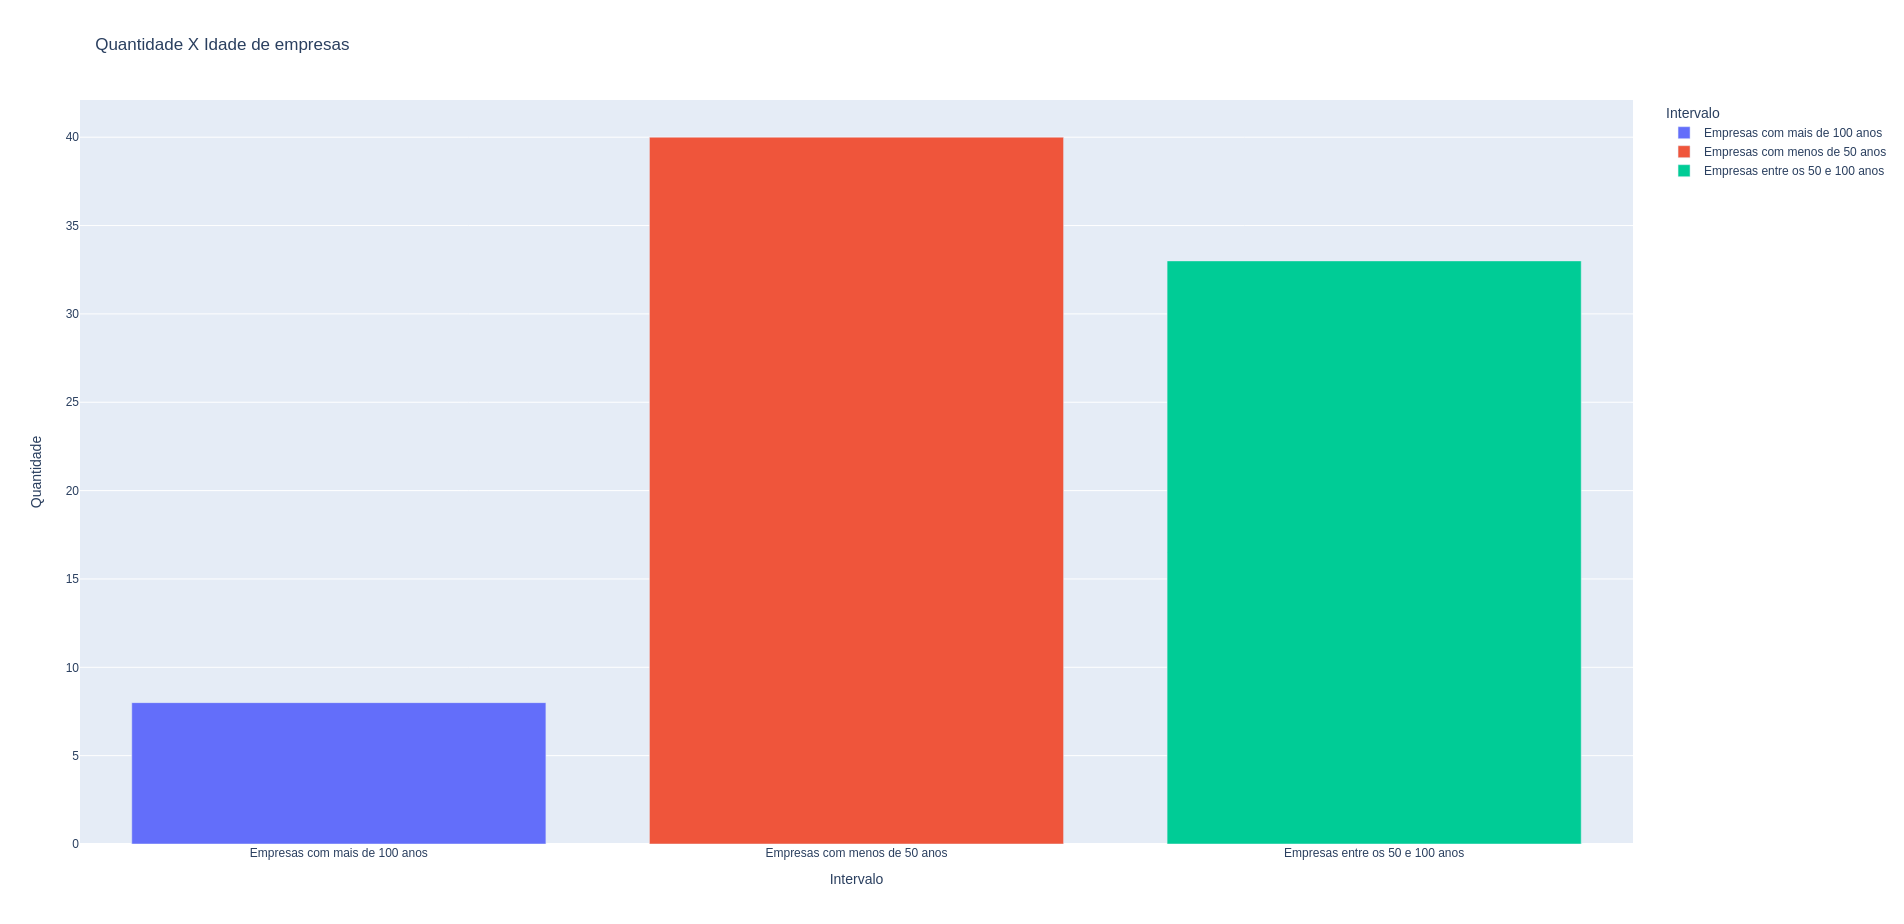 Quantidade X Idade de empresas
Quantidade
40
35
30
25
20
15
10
5
0
Empresas com mais de 100 anos
Empresas com menos de 50 anos
Empresas entre os 50 e 100 anos
Intervalo
Intervalo
Empresas com mais de 100 anos
Empresas com menos de 50 anos
Empresas entre os 50 e 100 anos